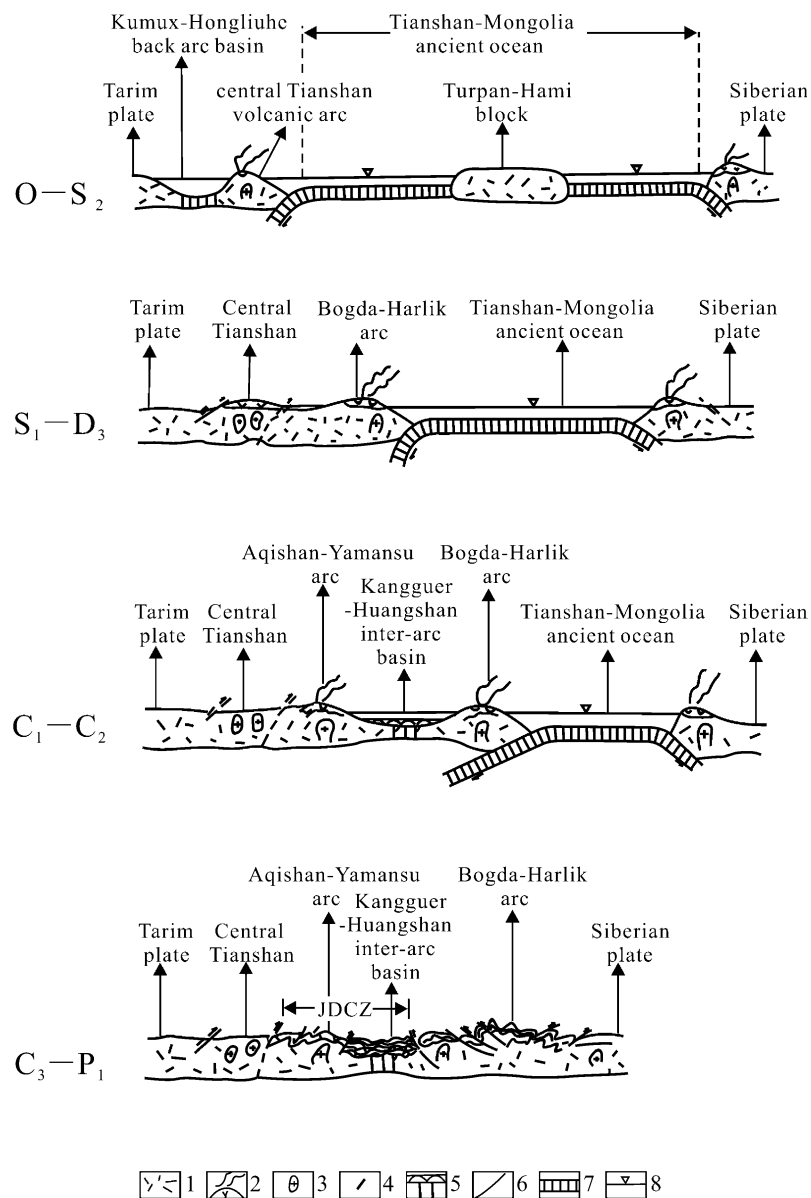 Kumux-Hongliuhe
back arc basin
Tianshan-Mongolia
ancient ocean
Tarim
plate
central Tianshan
volcanic arc
Turpan-Hami
block
Siberian
plate
O—S2
Tarim
plate
Central
Tianshan
Bogda-Harlik
arc
Tianshan-Mongolia
ancient ocean
Siberian
plate
S1—D3
Aqishan-Yamansu
arc
Bogda-Harlik
arc
Kangguer
-Huangshan
inter-arc
basin
Tarim
plate
Central
Tianshan
Tianshan-Mongolia
ancient ocean
Siberian
plate
C1—C2
Aqishan-Yamansu
arc
Bogda-Harlik
arc
Kangguer
-Huangshan
inter-arc
basin
Tarim
plate
Central
Tianshan
Siberian
plate
JDCZ
C3—P1
1 2 3 4 5 6 7 8